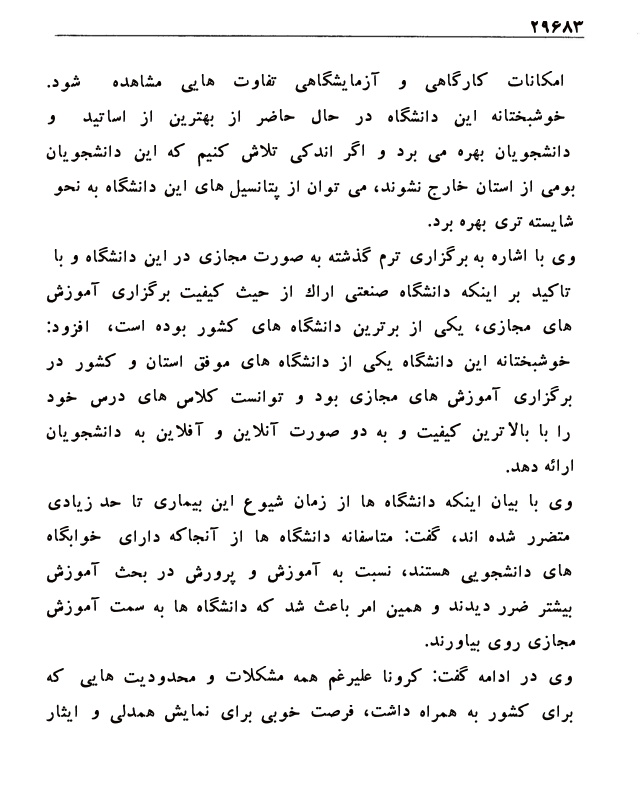 ۲۹۶۸۳
امکانات کارگاهی و آزمایشگاهی تفاوت هایی مشاهده شود.
خوشبختانه این دانشگاه در حال حاضر از بهترین از اساتید و
دانشجویان بهره می برد و اگر اندکی تلاش کنیم که این دانشجویان
بومی از استان خارج نشوند، می توان از پتانسیل های این دانشگاه به نحو
شایسته تری بهره برد.
وی با اشاره به برگزاری ترم گذشته به صورت مجازی در این دانشگاه و با
تاکید بر اینکه دانشگاه صنعتی اراك از حیث کیفیت برگزاری آموزش
های مجازی، یکی از برترین دانشگاه های کشور بوده است، افزود:
خوشبختانه این دانشگاه یکی از دانشگاه های موفق استان و کشور در
برگزاری آموزش های مجازی بود و توانست کلاس های درس خود
را با بالاترین کیفیت و به دو صورت آنلاین و آفلاین به دانشجویان
ارائه دهد.
وی با بیان اینکه دانشگاه ها از زمان شیوع این بیماری تا حد زیادی
متضرر شده اند، گفت: متاسفانه دانشگاه ها از آنجاکه دارای خوابگاه
های دانشجویی هستند، نسبت به آموزش و پرورش در بحث آموزش
بیشتر ضرر دیدند و همین امر باعث شد که دانشگاه ها به سمت آموزش
مجازی روی بیاورند.
وی در ادامه گفت: کرونا علیرغم همه مشکلات و محدودیت هایی که
برای کشور به همراه داشت، فرصت خوبی برای نمایش همدلی و ایثار